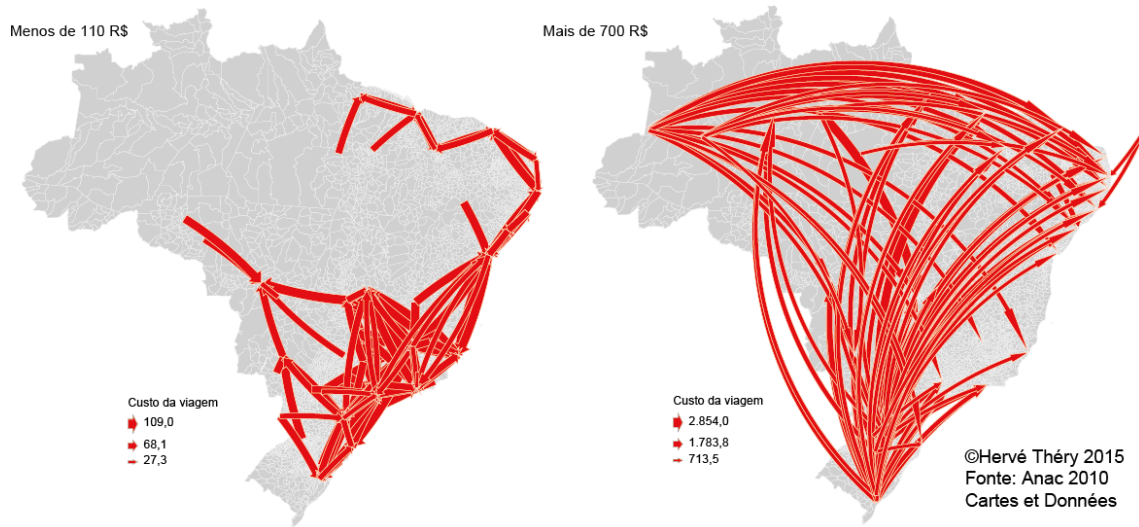 Menos de 110 R$
Mais de 700 R$
Custo da viagem
109,0
68,1
27,3
Custo da viagem
2.854,0
1.783,8
713,5
©Hervé Théry 2015
Fonte: Anac 2010
Cartes et Données